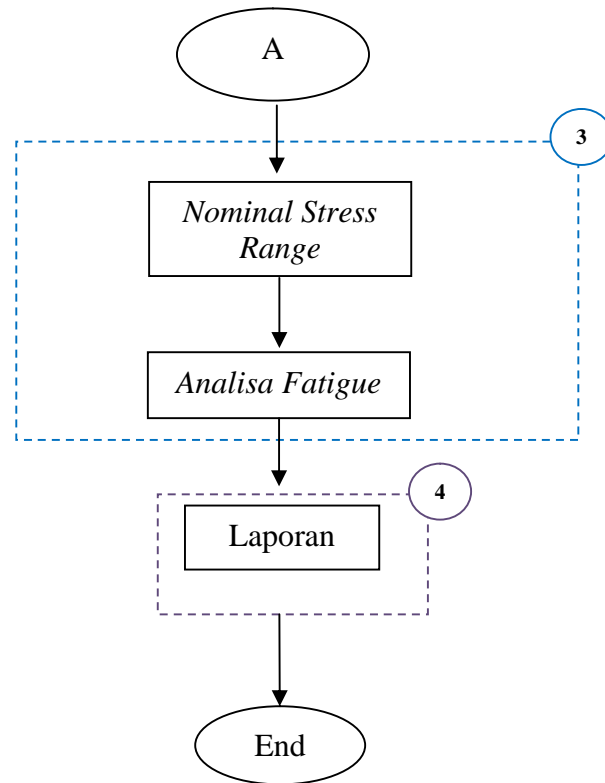 A
3
Nominal Stress
Range
Analisa Fatigue
4
Laporan
End